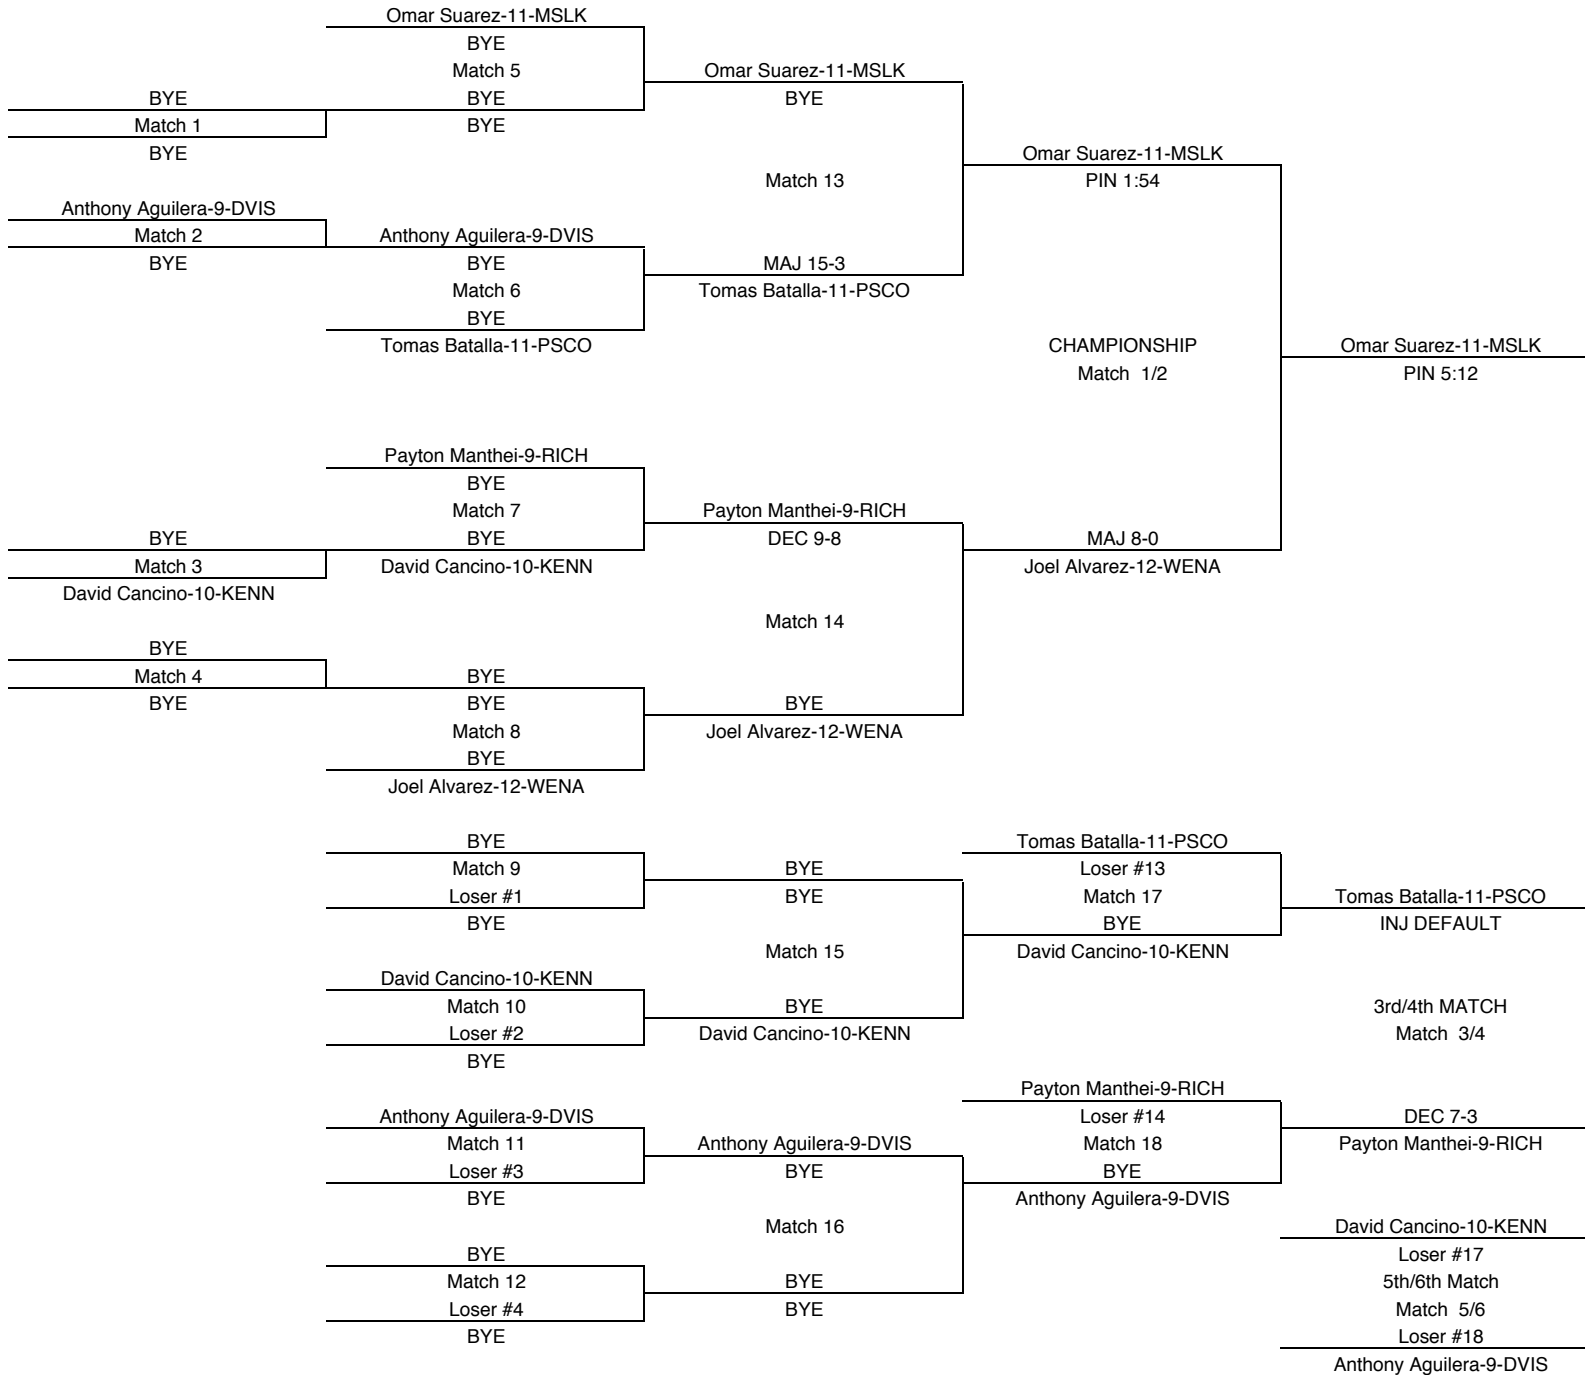 Omar Suarez-11-MSLK
BYE
Match 5
Omar Suarez-11-MSLK
BYE
BYE
BYE
Match 1
BYE
BYE
Omar Suarez-11-MSLK
Match 13
PIN 1:54
Anthony Aguilera-9-DVIS
Match 2
Anthony Aguilera-9-DVIS
BYE
BYE
MAJ 15-3
Match 6
Tomas Batalla-11-PSCO
BYE
Tomas Batalla-11-PSCO
CHAMPIONSHIP
Omar Suarez-11-MSLK
Match 1/2
PIN 5:12
Payton Manthei-9-RICH
BYE
Match 7
Payton Manthei-9-RICH
BYE
BYE
DEC 9-8
MAJ 8-0
Match 3
David Cancino-10-KENN
Joel Alvarez-12-WENA
David Cancino-10-KENN
Match 14
BYE
Match 4
BYE
BYE
BYE
BYE
Match 8
Joel Alvarez-12-WENA
BYE
Joel Alvarez-12-WENA
BYE
Tomas Batalla-11-PSCO
Match 9
BYE
Loser #13
Loser #1
BYE
Match 17
Tomas Batalla-11-PSCO
BYE
BYE
INJ DEFAULT
Match 15
David Cancino-10-KENN
David Cancino-10-KENN
Match 10
BYE
3rd/4th MATCH
Loser #2
David Cancino-10-KENN
Match 3/4
BYE
Payton Manthei-9-RICH
Anthony Aguilera-9-DVIS
Loser #14
DEC 7-3
Match 11
Anthony Aguilera-9-DVIS
Match 18
Payton Manthei-9-RICH
Loser #3
BYE
BYE
BYE
Anthony Aguilera-9-DVIS
Match 16
David Cancino-10-KENN
BYE
Loser #17
Match 12
BYE
5th/6th Match
Loser #4
BYE
Match 5/6
BYE
Loser #18
Anthony Aguilera-9-DVIS